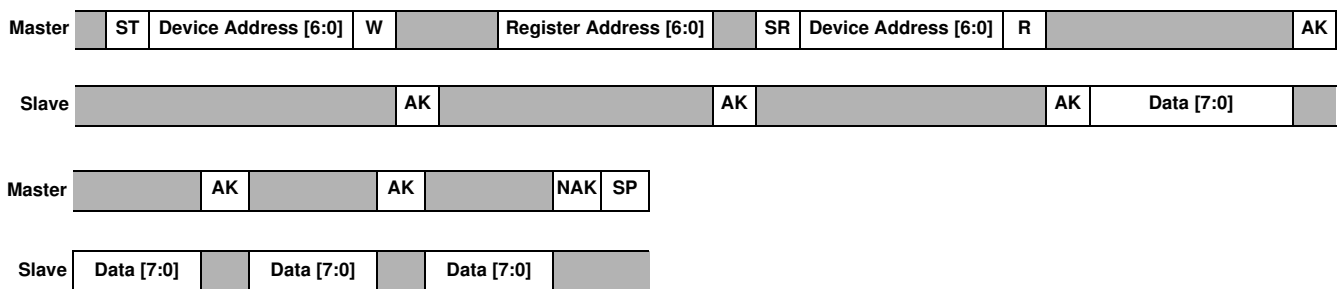 Master ST Device Address [6:0] W Register Address [6:0] SR Device Address [6:0] R AK
Slave AK AK AK Data [7:0]
Master AK AK NAK SP
Slave Data [7:0] Data [7:0] Data [7:0]